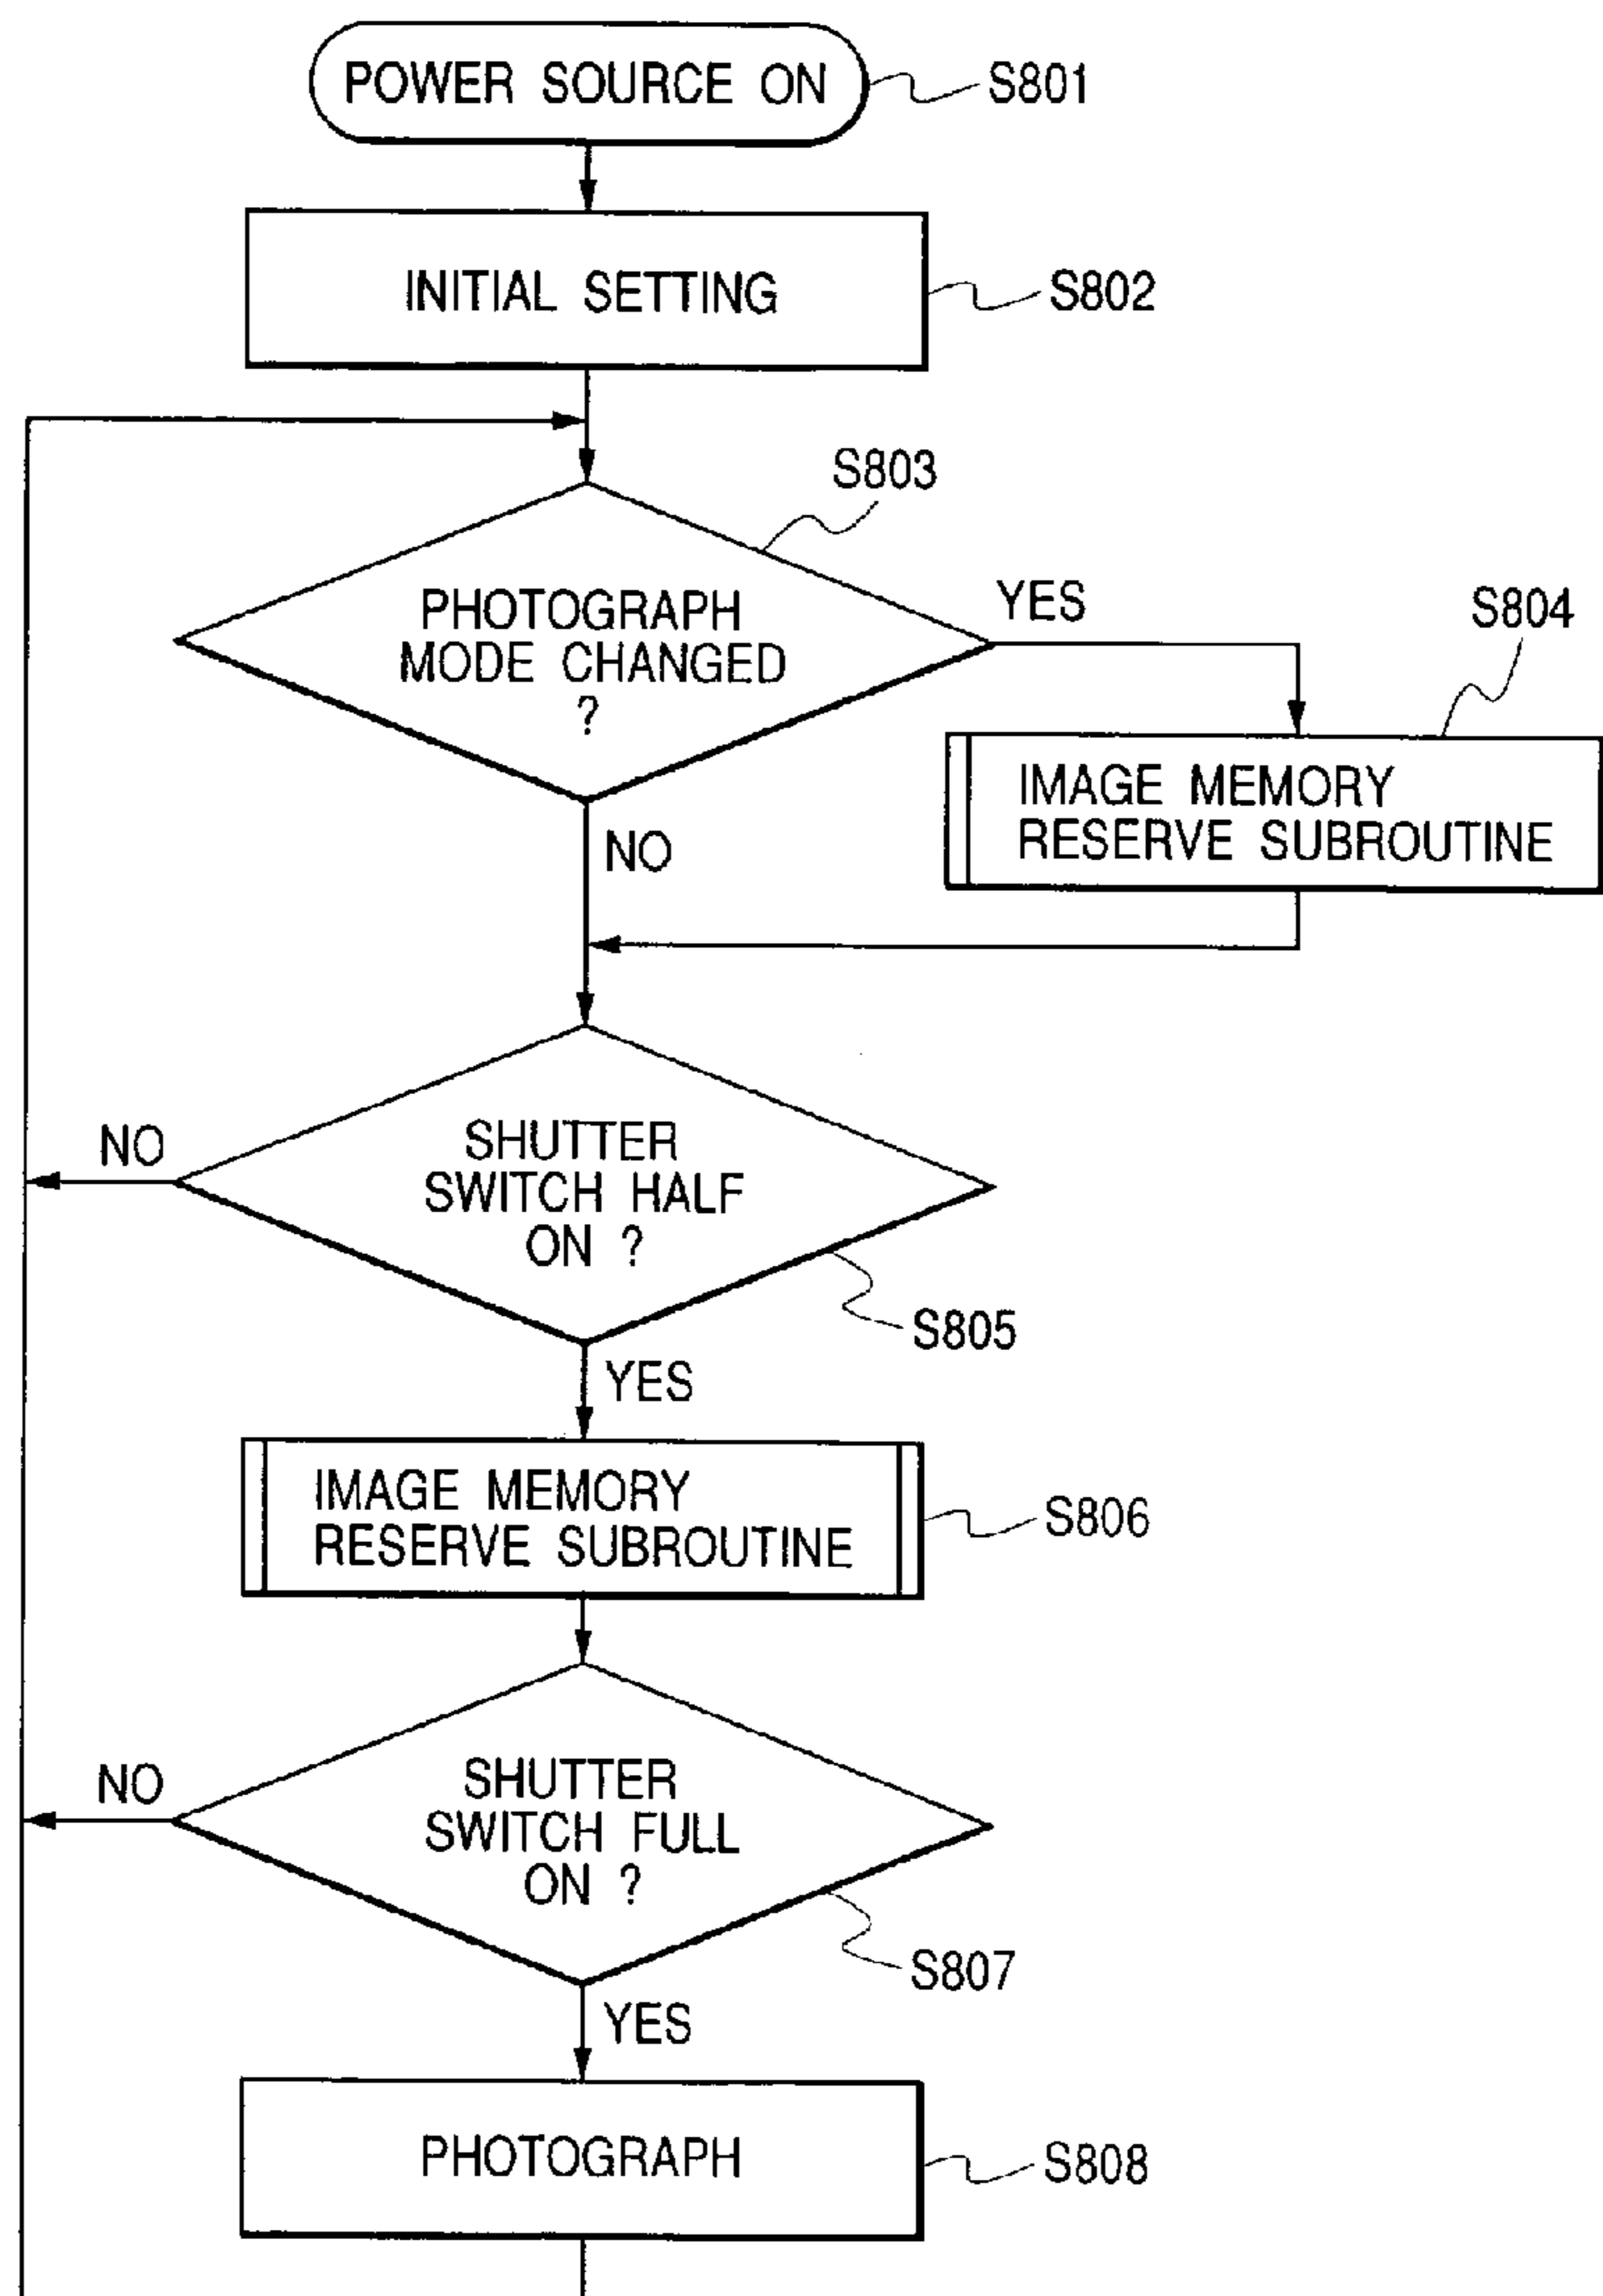 POWER SOURCE ON
S801
INITIAL SETTING
S802
S803
PHOTOGRAPH
MODE CHANGED
?
YES
S804
IMAGE MEMORY
RESERVE SUBROUTINE
NO
SHUTTER
SWITCH HALF
ON ?
NO
S805
YES
IMAGE MEMORY
RESERVE SUBROUTINE
S806
SHUTTER
SWITCH FULL
ON ?
NO
S807
YES
PHOTOGRAPH
S808